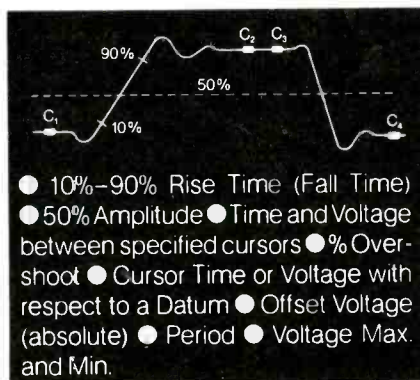 90%
C₂ C₃
50%
C₁
10%
C₄
● 10%–90% Rise Time (Fall Time)
● 50% Amplitude ● Time and Voltage
between specified cursors ● % Over-
shoot ● Cursor Time or Voltage with
respect to a Datum ● Offset Voltage
(absolute) ● Period ● Voltage Max.
and Min.